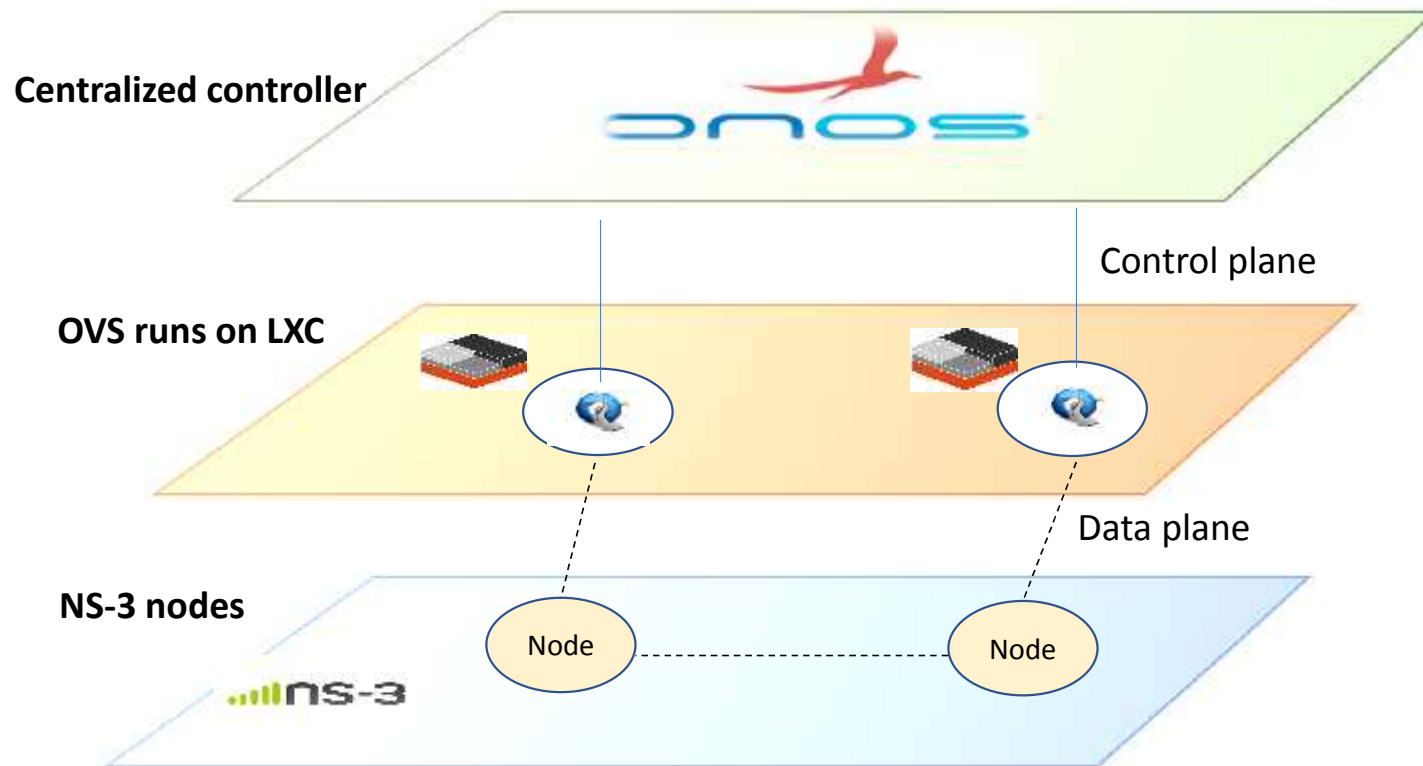 Centralized controller
onos
Control plane
OVS runs on LXC
Data plane
NS-3 nodes
Node
Node
ns-3